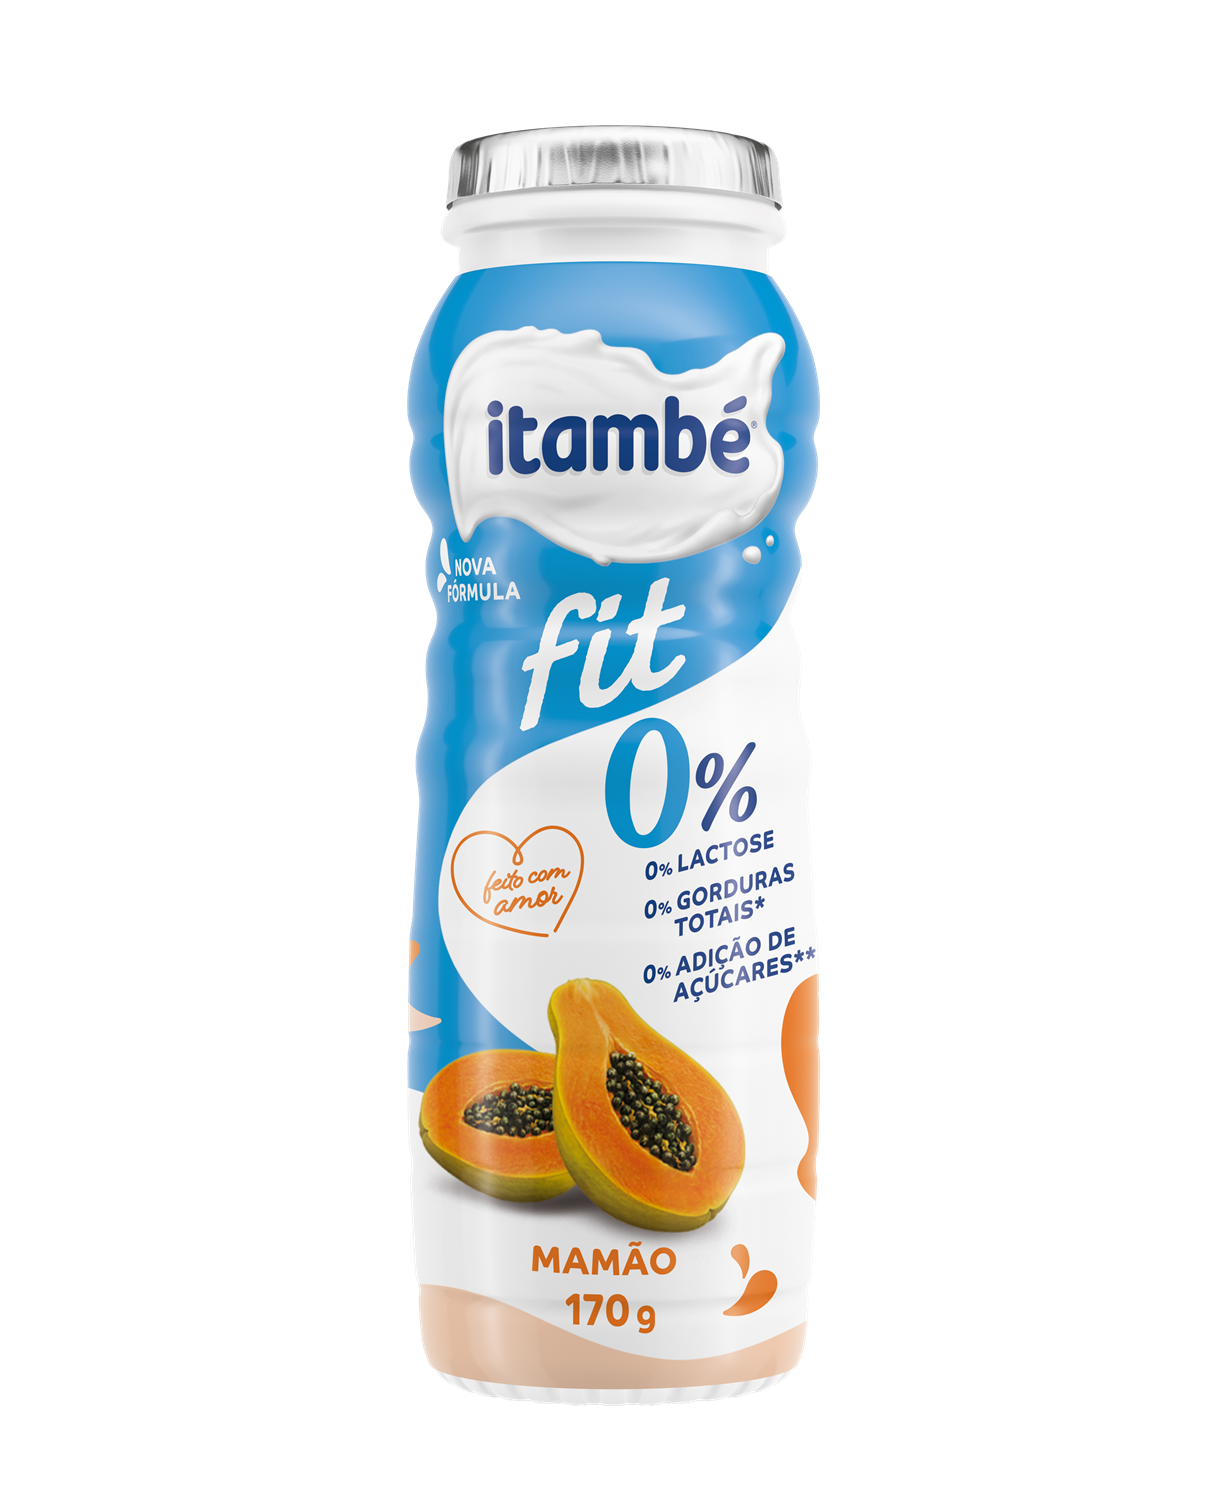 itambé®
NOVA
FÓRMULA
fit
0%
0% LACTOSE
0% GORDURAS
TOTAIS*
0% ADIÇÃO DE
AÇÚCARES**
feito com
amor
MAMÃO
170 g